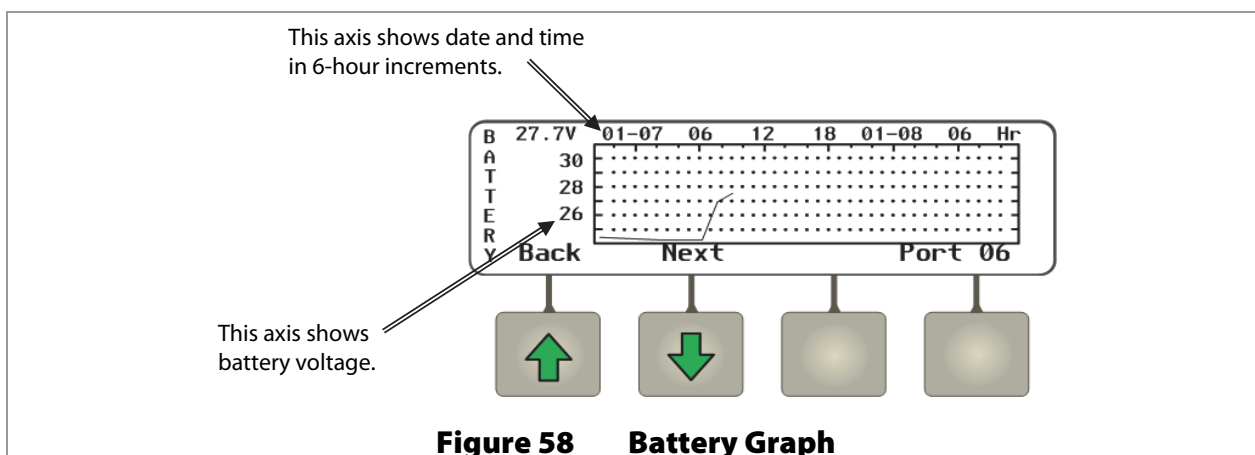 This axis shows date and time
in 6-hour increments.
BATTERY
27.7V 01-07 06 12 18 01-08 06 Hr
30
28
26
Back Next Port 06
This axis shows
battery voltage.
Figure 58 Battery Graph